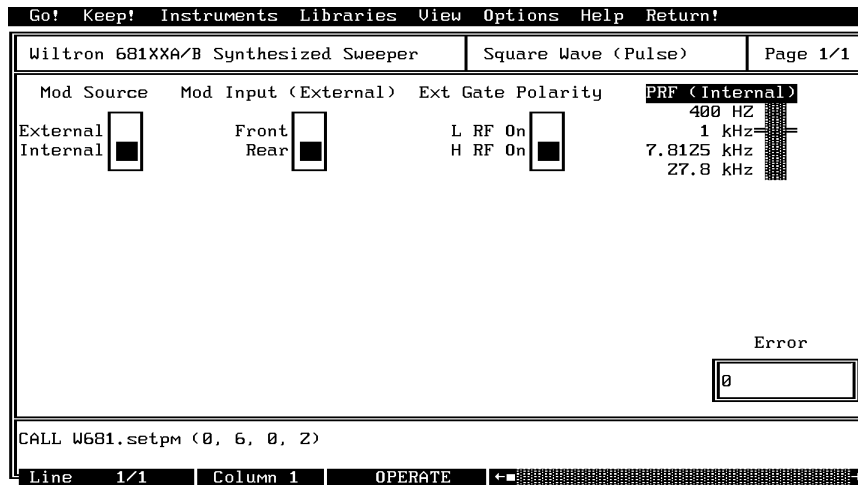 Go! Keep! Instruments Libraries View Options Help Return!
Wiltron 681XXA/B Synthesized Sweeper
Square Wave (Pulse)
Page 1/1
Mod Source
Mod Input (External)
Ext Gate Polarity
PRF (Internal)
External
Internal
Front
Rear
L RF On
H RF On
400 HZ
1 kHz
7.8125 kHz
27.8 kHz
Error
0
CALL W681.setpm (0, 6, 0, 2)
Line 1/1 Column 1 OPERATE